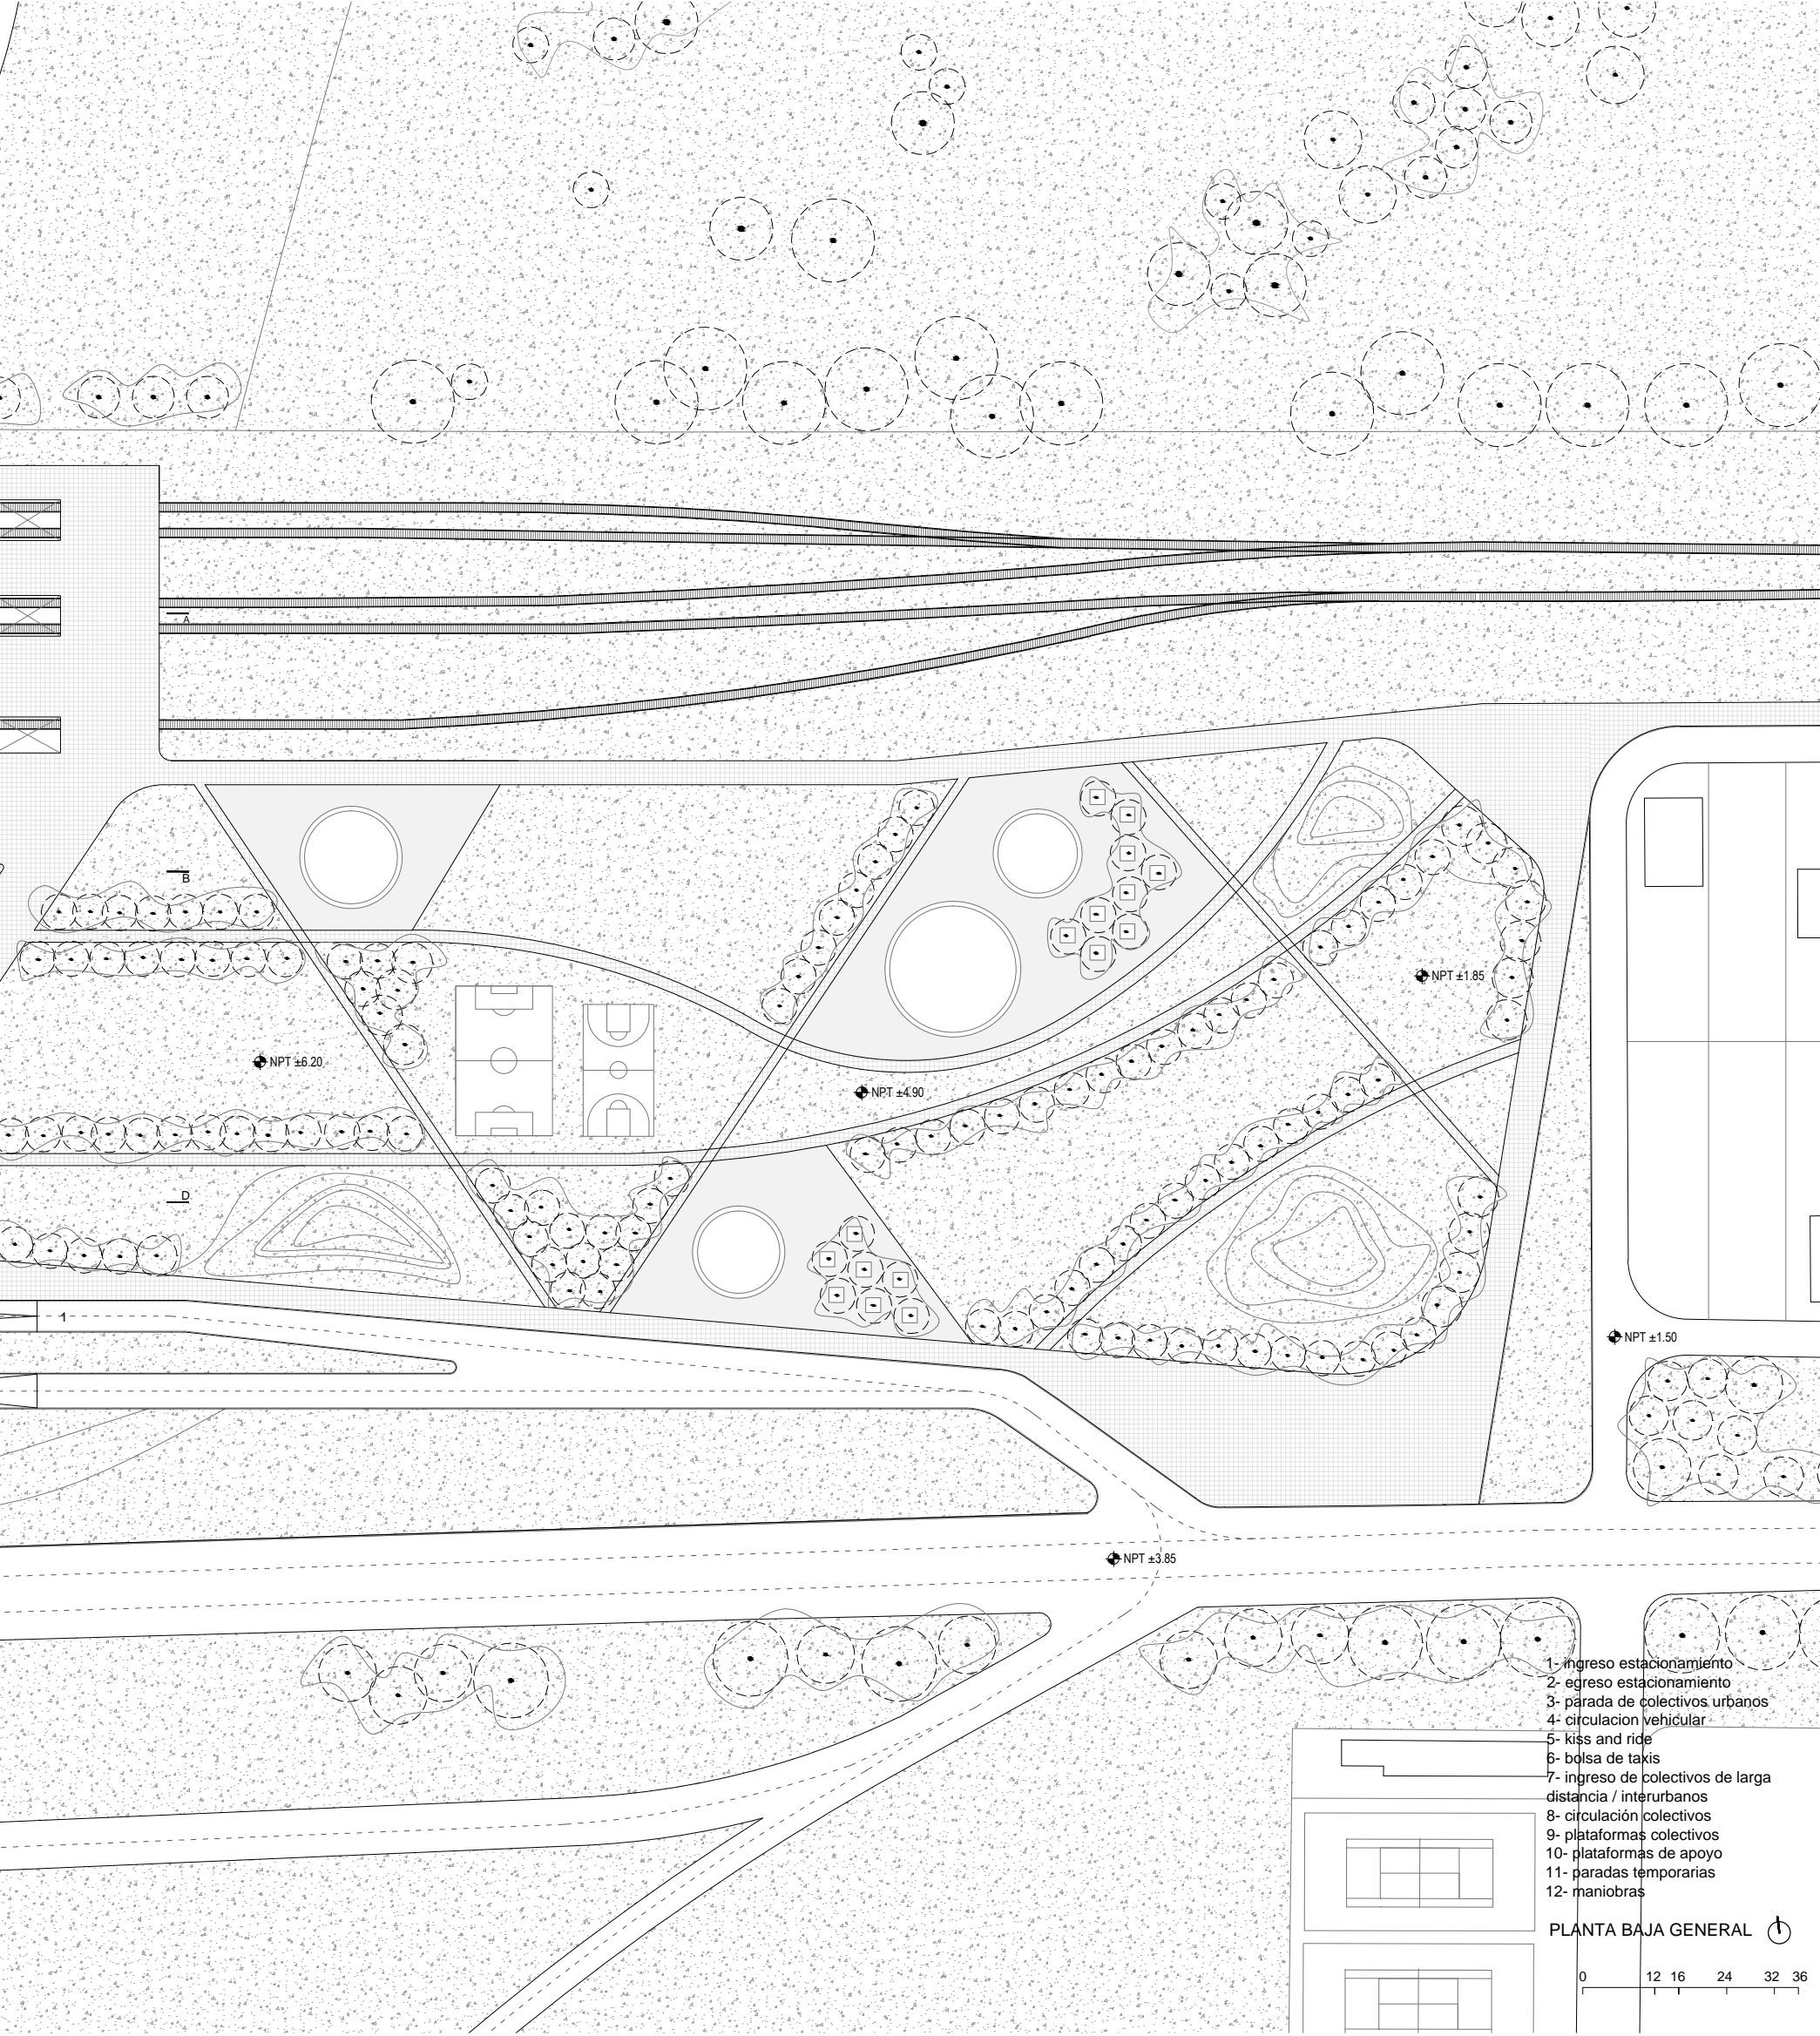 A
B
NPT ±1.85
NPT ±6.20
NPT ±4.90
D
1
NPT ±1.50
NPT ±3.85
1- ingreso estacionamiento
2- egreso estacionamiento
3- parada de colectivos urbanos
4- circulacion vehicular
5- kiss and ride
6- bolsa de taxis
7- ingreso de colectivos de larga
distancia / interurbanos
8- circulación colectivos
9- plataformas colectivos
10- plataformas de apoyo
11- paradas temporarias
12- maniobras
PLANTA BAJA GENERAL
0 12 16 24 32 36